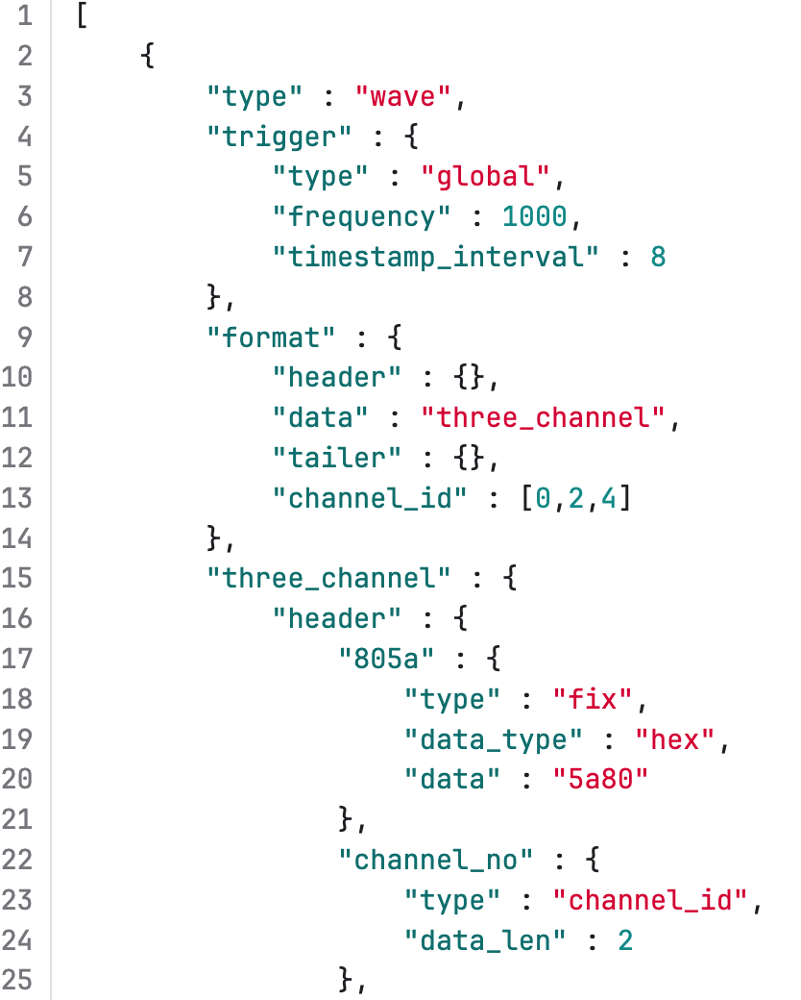 1 [
2     {
3         "type" : "wave",
4         "trigger" : {
5             "type" : "global",
6             "frequency" : 1000,
7             "timestamp_interval" : 8
8         },
9         "format" : {
10             "header" : {},
11             "data" : "three_channel",
12             "tailer" : {},
13             "channel_id" : [0,2,4]
14         },
15         "three_channel" : {
16             "header" : {
17                 "805a" : {
18                     "type" : "fix",
19                     "data_type" : "hex",
20                     "data" : "5a80"
21                 },
22                 "channel_no" : {
23                     "type" : "channel_id",
24                     "data_len" : 2
25                 },